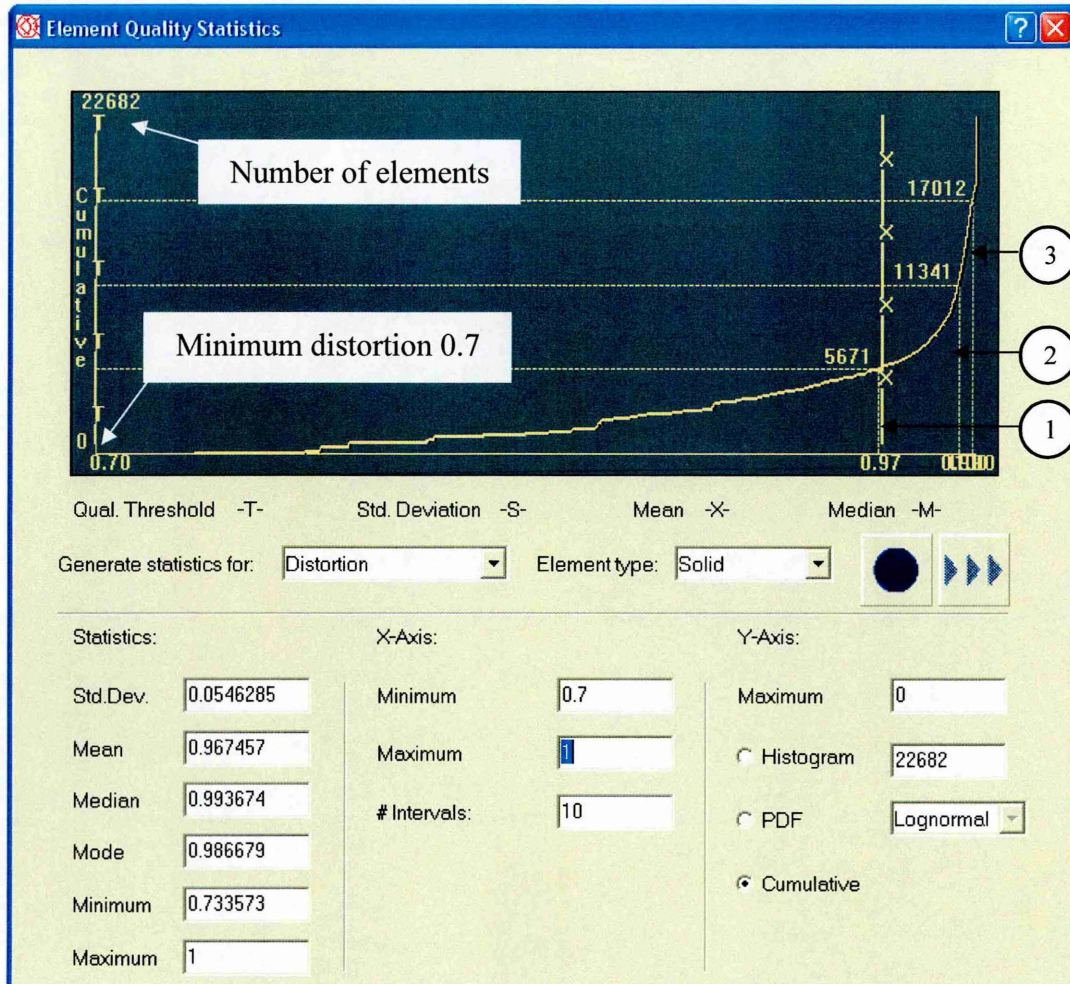 Element Quality Statistics
22682
Number of elements
Cumulative
17012
3
11341
Minimum distortion 0.7
5671
2
1
0
0.70
0.97
Qual. Threshold -T-
Std. Deviation -S-
Mean -X-
Median -M-
Generate statistics for:
Distortion
Element type:
Solid
Statistics:
X-Axis:
Y-Axis:
Std.Dev.
0.0546285
Minimum
0.7
Maximum
0
Mean
0.967457
Maximum
1
Histogram
22682
Median
0.993674
# Intervals:
10
PDF
Lognormal
Mode
0.986679
Cumulative
Minimum
0.733573
Maximum
1